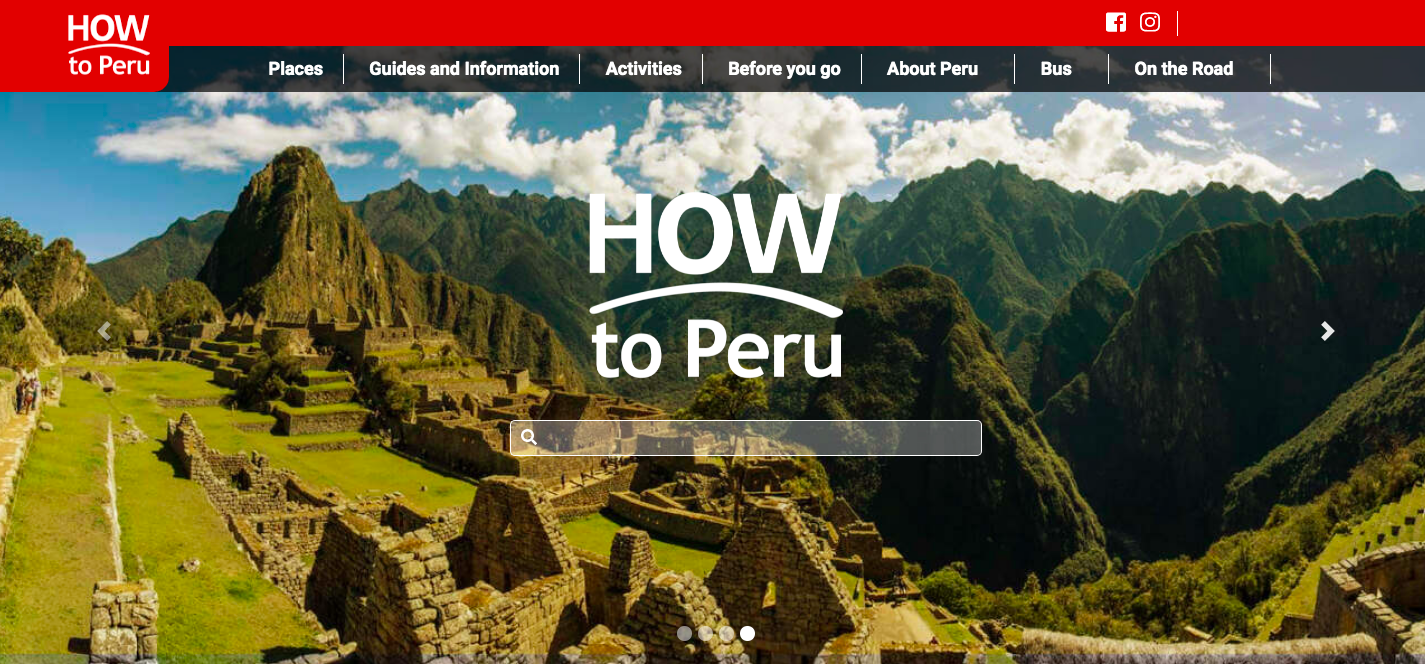 HOW
to Peru
Places
Guides and Information
Activities
Before you go
About Peru
Bus
On the Road
HOW
to Peru